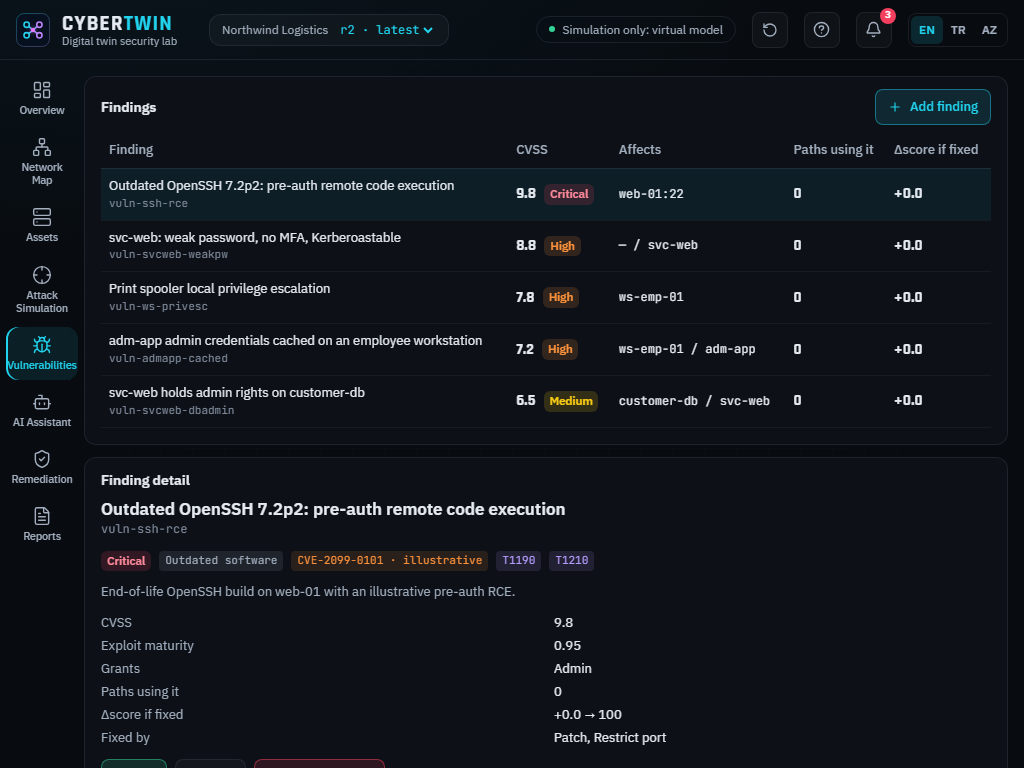 CYBERTWIN
Digital twin security lab
Northwind Logistics r2 · latest
Simulation only: virtual model
3
EN TR AZ
Overview
Network
Map
Assets
Attack
Simulation
Vulnerabilities
AI Assistant
Remediation
Reports
Findings
+ Add finding
Finding CVSS Affects Paths using it Δscore if fixed
Outdated OpenSSH 7.2p2: pre-auth remote code execution
vuln-ssh-rce
9.8 Critical web-01:22 0 +0.0
svc-web: weak password, no MFA, Kerberoastable
vuln-svcweb-weakpw
8.8 High — / svc-web 0 +0.0
Print spooler local privilege escalation
vuln-ws-privesc
7.8 High ws-emp-01 0 +0.0
adm-app admin credentials cached on an employee workstation
vuln-admapp-cached
7.2 High ws-emp-01 / adm-app 0 +0.0
svc-web holds admin rights on customer-db
vuln-svcweb-dbadmin
6.5 Medium customer-db / svc-web 0 +0.0
Finding detail
Outdated OpenSSH 7.2p2: pre-auth remote code execution
vuln-ssh-rce
Critical Outdated software CVE-2099-0101 · illustrative T1190 T1210
End-of-life OpenSSH build on web-01 with an illustrative pre-auth RCE.
CVSS 9.8
Exploit maturity 0.95
Grants Admin
Paths using it 0
Δscore if fixed +0.0 → 100
Fixed by Patch, Restrict port